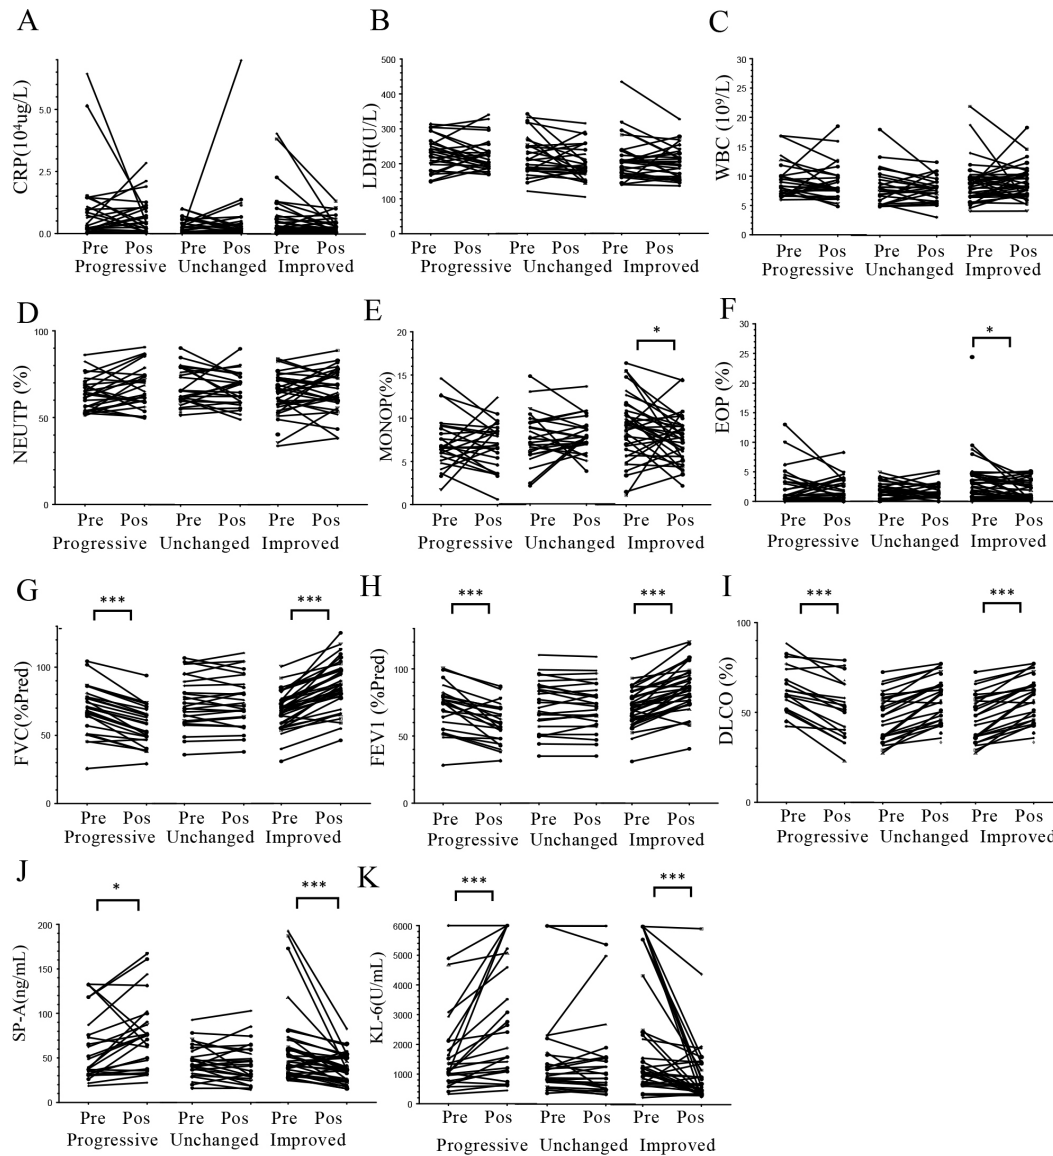 A
B
C
CRP(10⁴ug/L)
5.0
2.5
0.0
Pre Pos Pre Pos Pre Pos
Progressive Unchanged Improved
LDH(U/L)
500
400
300
200
100
0
Pre Pos Pre Pos Pre Pos
Progressive Unchanged Improved
WBC (10⁹/L)
30
25
20
15
10
5
0
Pre Pos Pre Pos Pre Pos
Progressive Unchanged Improved
D
E
F
NEUTP (%)
100
50
0
Pre Pos Pre Pos Pre Pos
Progressive Unchanged Improved
MONOP(%)
20
15
10
5
0
*
Pre Pos Pre Pos Pre Pos
Progressive Unchanged Improved
EOP (%)
30
25
20
15
10
5
0
*
Pre Pos Pre Pos Pre Pos
Progressive Unchanged Improved
G
H
I
FVC(%Pred)
100
50
0
*** ***
Pre Pos Pre Pos Pre Pos
Progressive Unchanged Improved
FEV1 (%Pred)
100
50
0
*** ***
Pre Pos Pre Pos Pre Pos
Progressive Unchanged Improved
DLCO (%)
100
50
0
*** ***
Pre Pos Pre Pos Pre Pos
Progressive Unchanged Improved
J
K
SP-A(ng/mL)
200
150
100
50
0
* ***
Pre Pos Pre Pos Pre Pos
Progressive Unchanged Improved
KL-6(U/mL)
6000
5000
4000
3000
2000
1000
0
*** ***
Pre Pos Pre Pos Pre Pos
Progressive Unchanged Improved